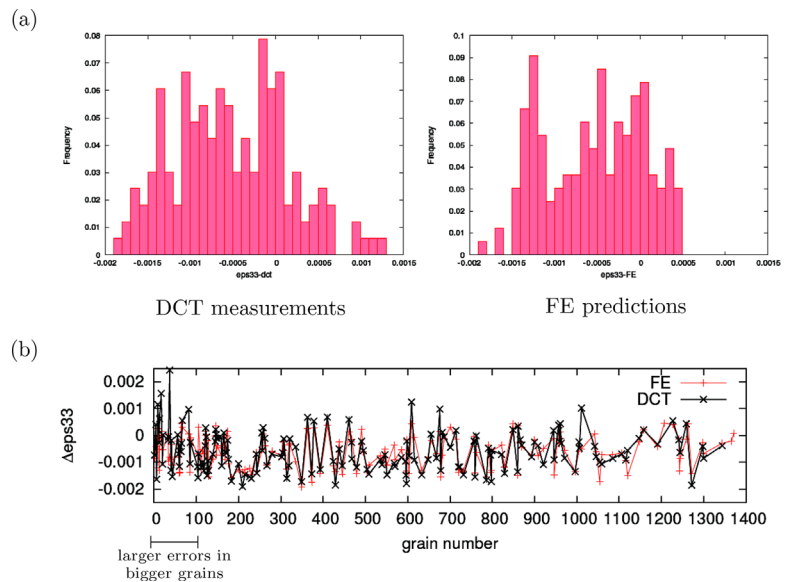 (a)
0.08
0.07
0.06
0.05
0.04
0.03
0.02
0.01
0
Frequency
-0.002 -0.0015 -0.001 -0.0005 0 0.0005 0.001 0.0015
eps33-dct
DCT measurements
0.1
0.09
0.08
0.07
0.06
0.05
0.04
0.03
0.02
0.01
0
Frequency
-0.002 -0.0015 -0.001 -0.0005 0 0.0005 0.001 0.0015
eps33-FE
FE predictions
(b)
0.002
0.001
0
-0.001
-0.002
Δeps33
FE
DCT
0 100 200 300 400 500 600 700 800 900 1000 1100 1200 1300 1400
grain number
larger errors in
bigger grains